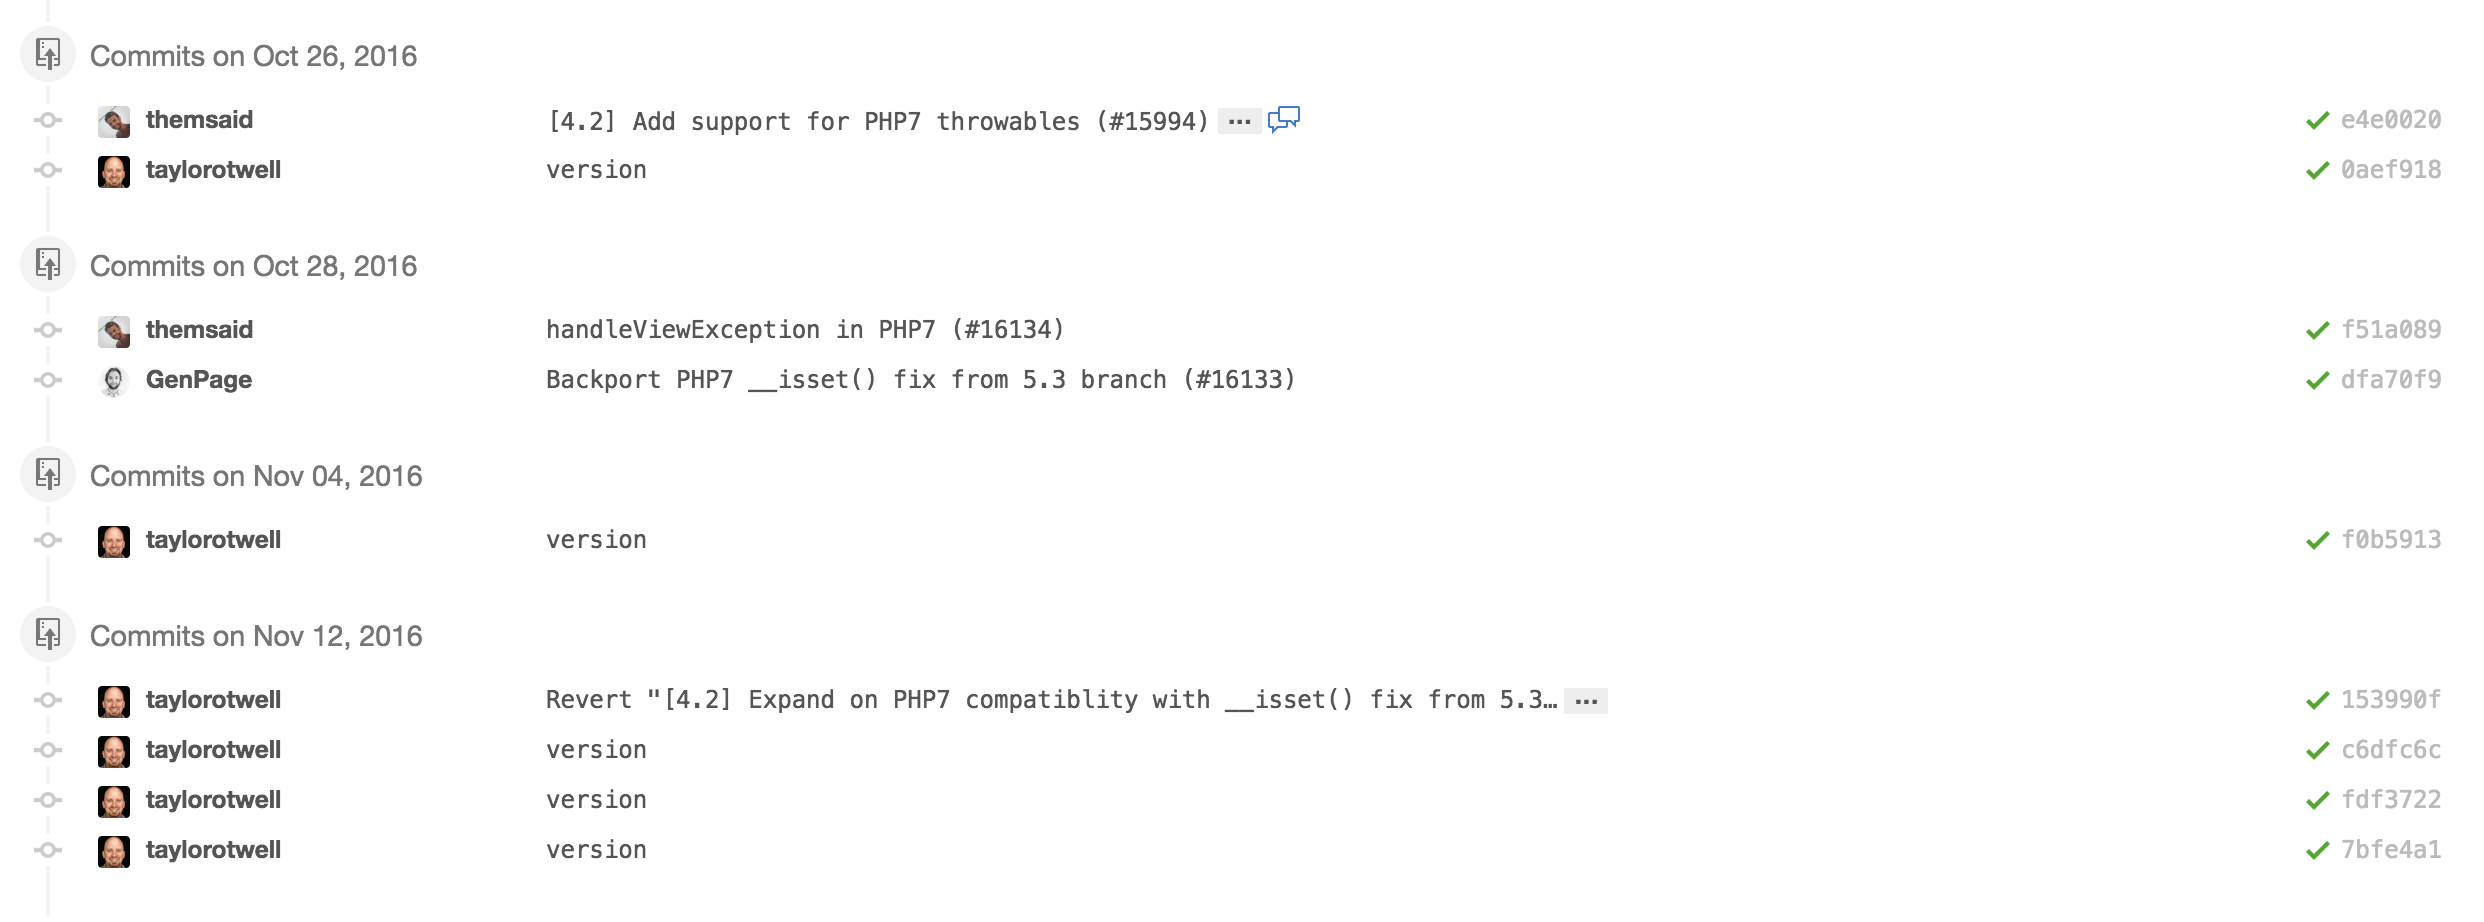 Commits on Oct 26, 2016
themsaid [4.2] Add support for PHP7 throwables (#15994) … e4e0020
taylorotwell version 0aef918
Commits on Oct 28, 2016
themsaid handleViewException in PHP7 (#16134) f51a089
GenPage Backport PHP7 __isset() fix from 5.3 branch (#16133) dfa70f9
Commits on Nov 04, 2016
taylorotwell version f0b5913
Commits on Nov 12, 2016
taylorotwell Revert "[4.2] Expand on PHP7 compatiblity with __isset() fix from 5.3… … 153990f
taylorotwell version c6dfc6c
taylorotwell version fdf3722
taylorotwell version 7bfe4a1